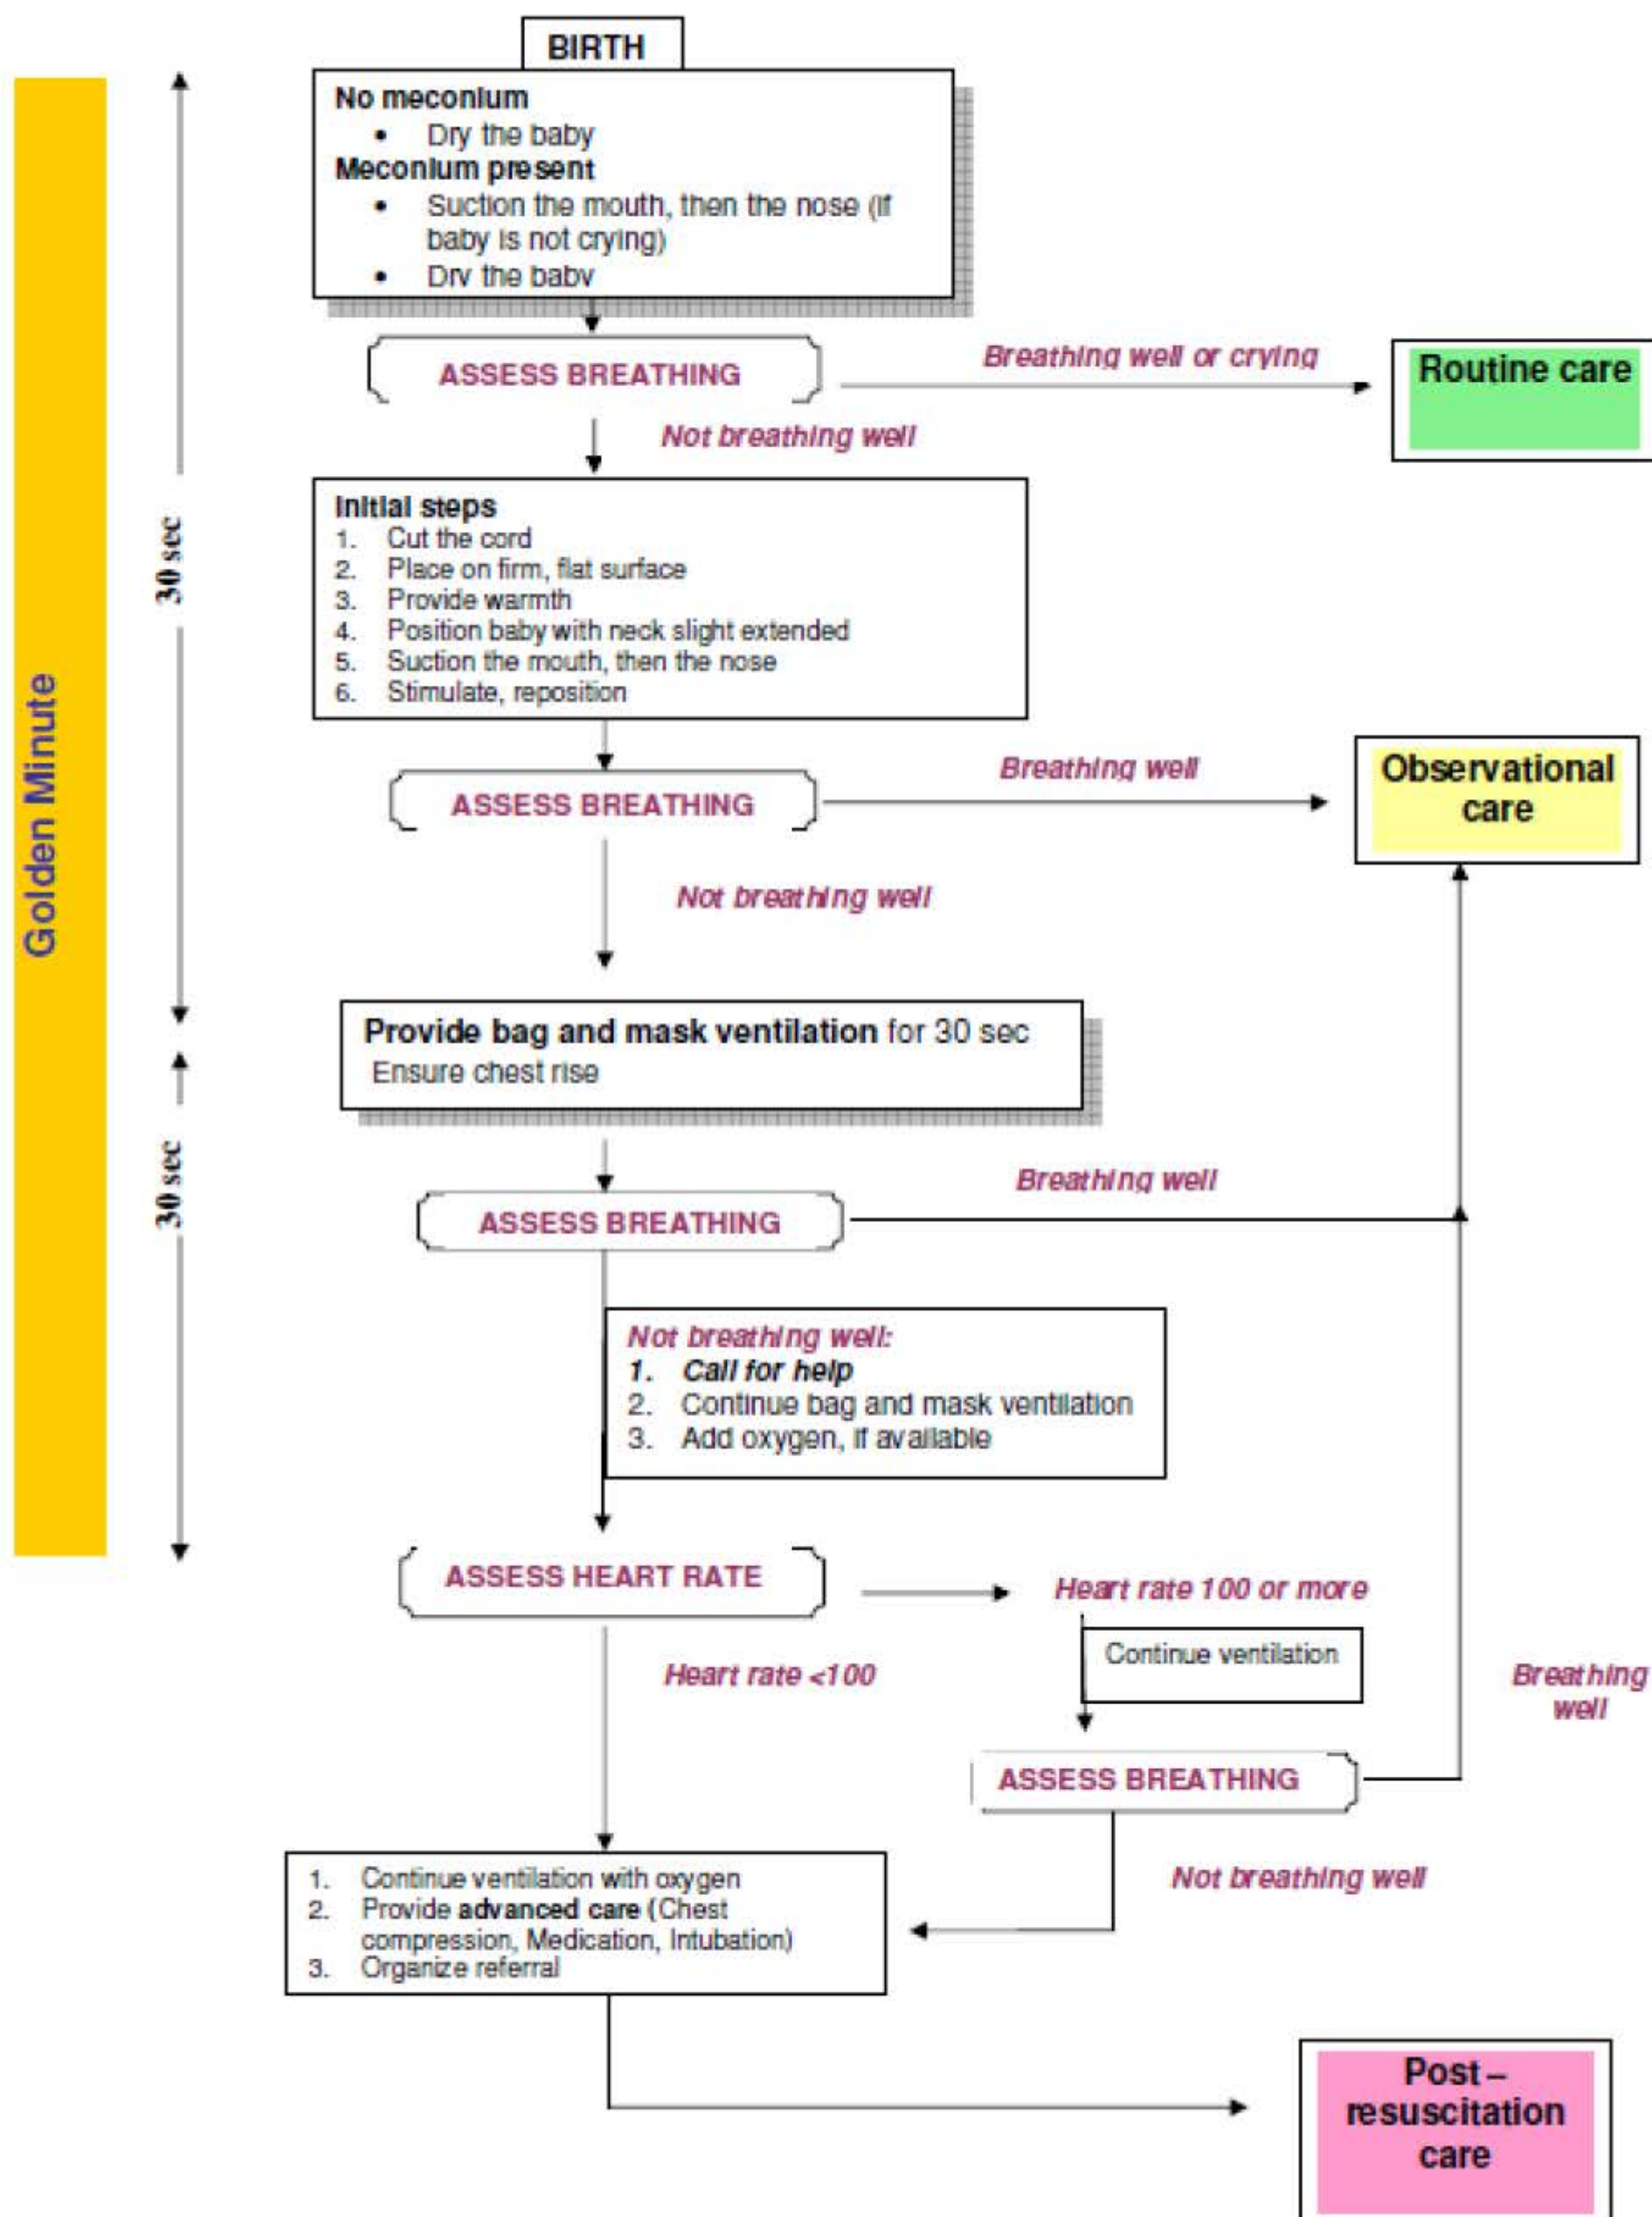 BIRTH
No meconium
• Dry the baby
Meconium present
• Suction the mouth, then the nose (if
baby is not crying)
• Dry the baby
ASSESS BREATHING
Breathing well or crying
Routine care
Not breathing well
30 sec
Initial steps
1. Cut the cord
2. Place on firm, flat surface
3. Provide warmth
4. Position baby with neck slight extended
5. Suction the mouth, then the nose
6. Stimulate, reposition
Golden Minute
ASSESS BREATHING
Breathing well
Observational
care
Not breathing well
Provide bag and mask ventilation for 30 sec
Ensure chest rise
30 sec
ASSESS BREATHING
Breathing well
Not breathing well:
1. Call for help
2. Continue bag and mask ventilation
3. Add oxygen, if available
ASSESS HEART RATE
Heart rate 100 or more
Continue ventilation
Heart rate <100
Breathing
well
ASSESS BREATHING
Not breathing well
1. Continue ventilation with oxygen
2. Provide advanced care (Chest
compression, Medication, Intubation)
3. Organize referral
Post –
resuscitation
care